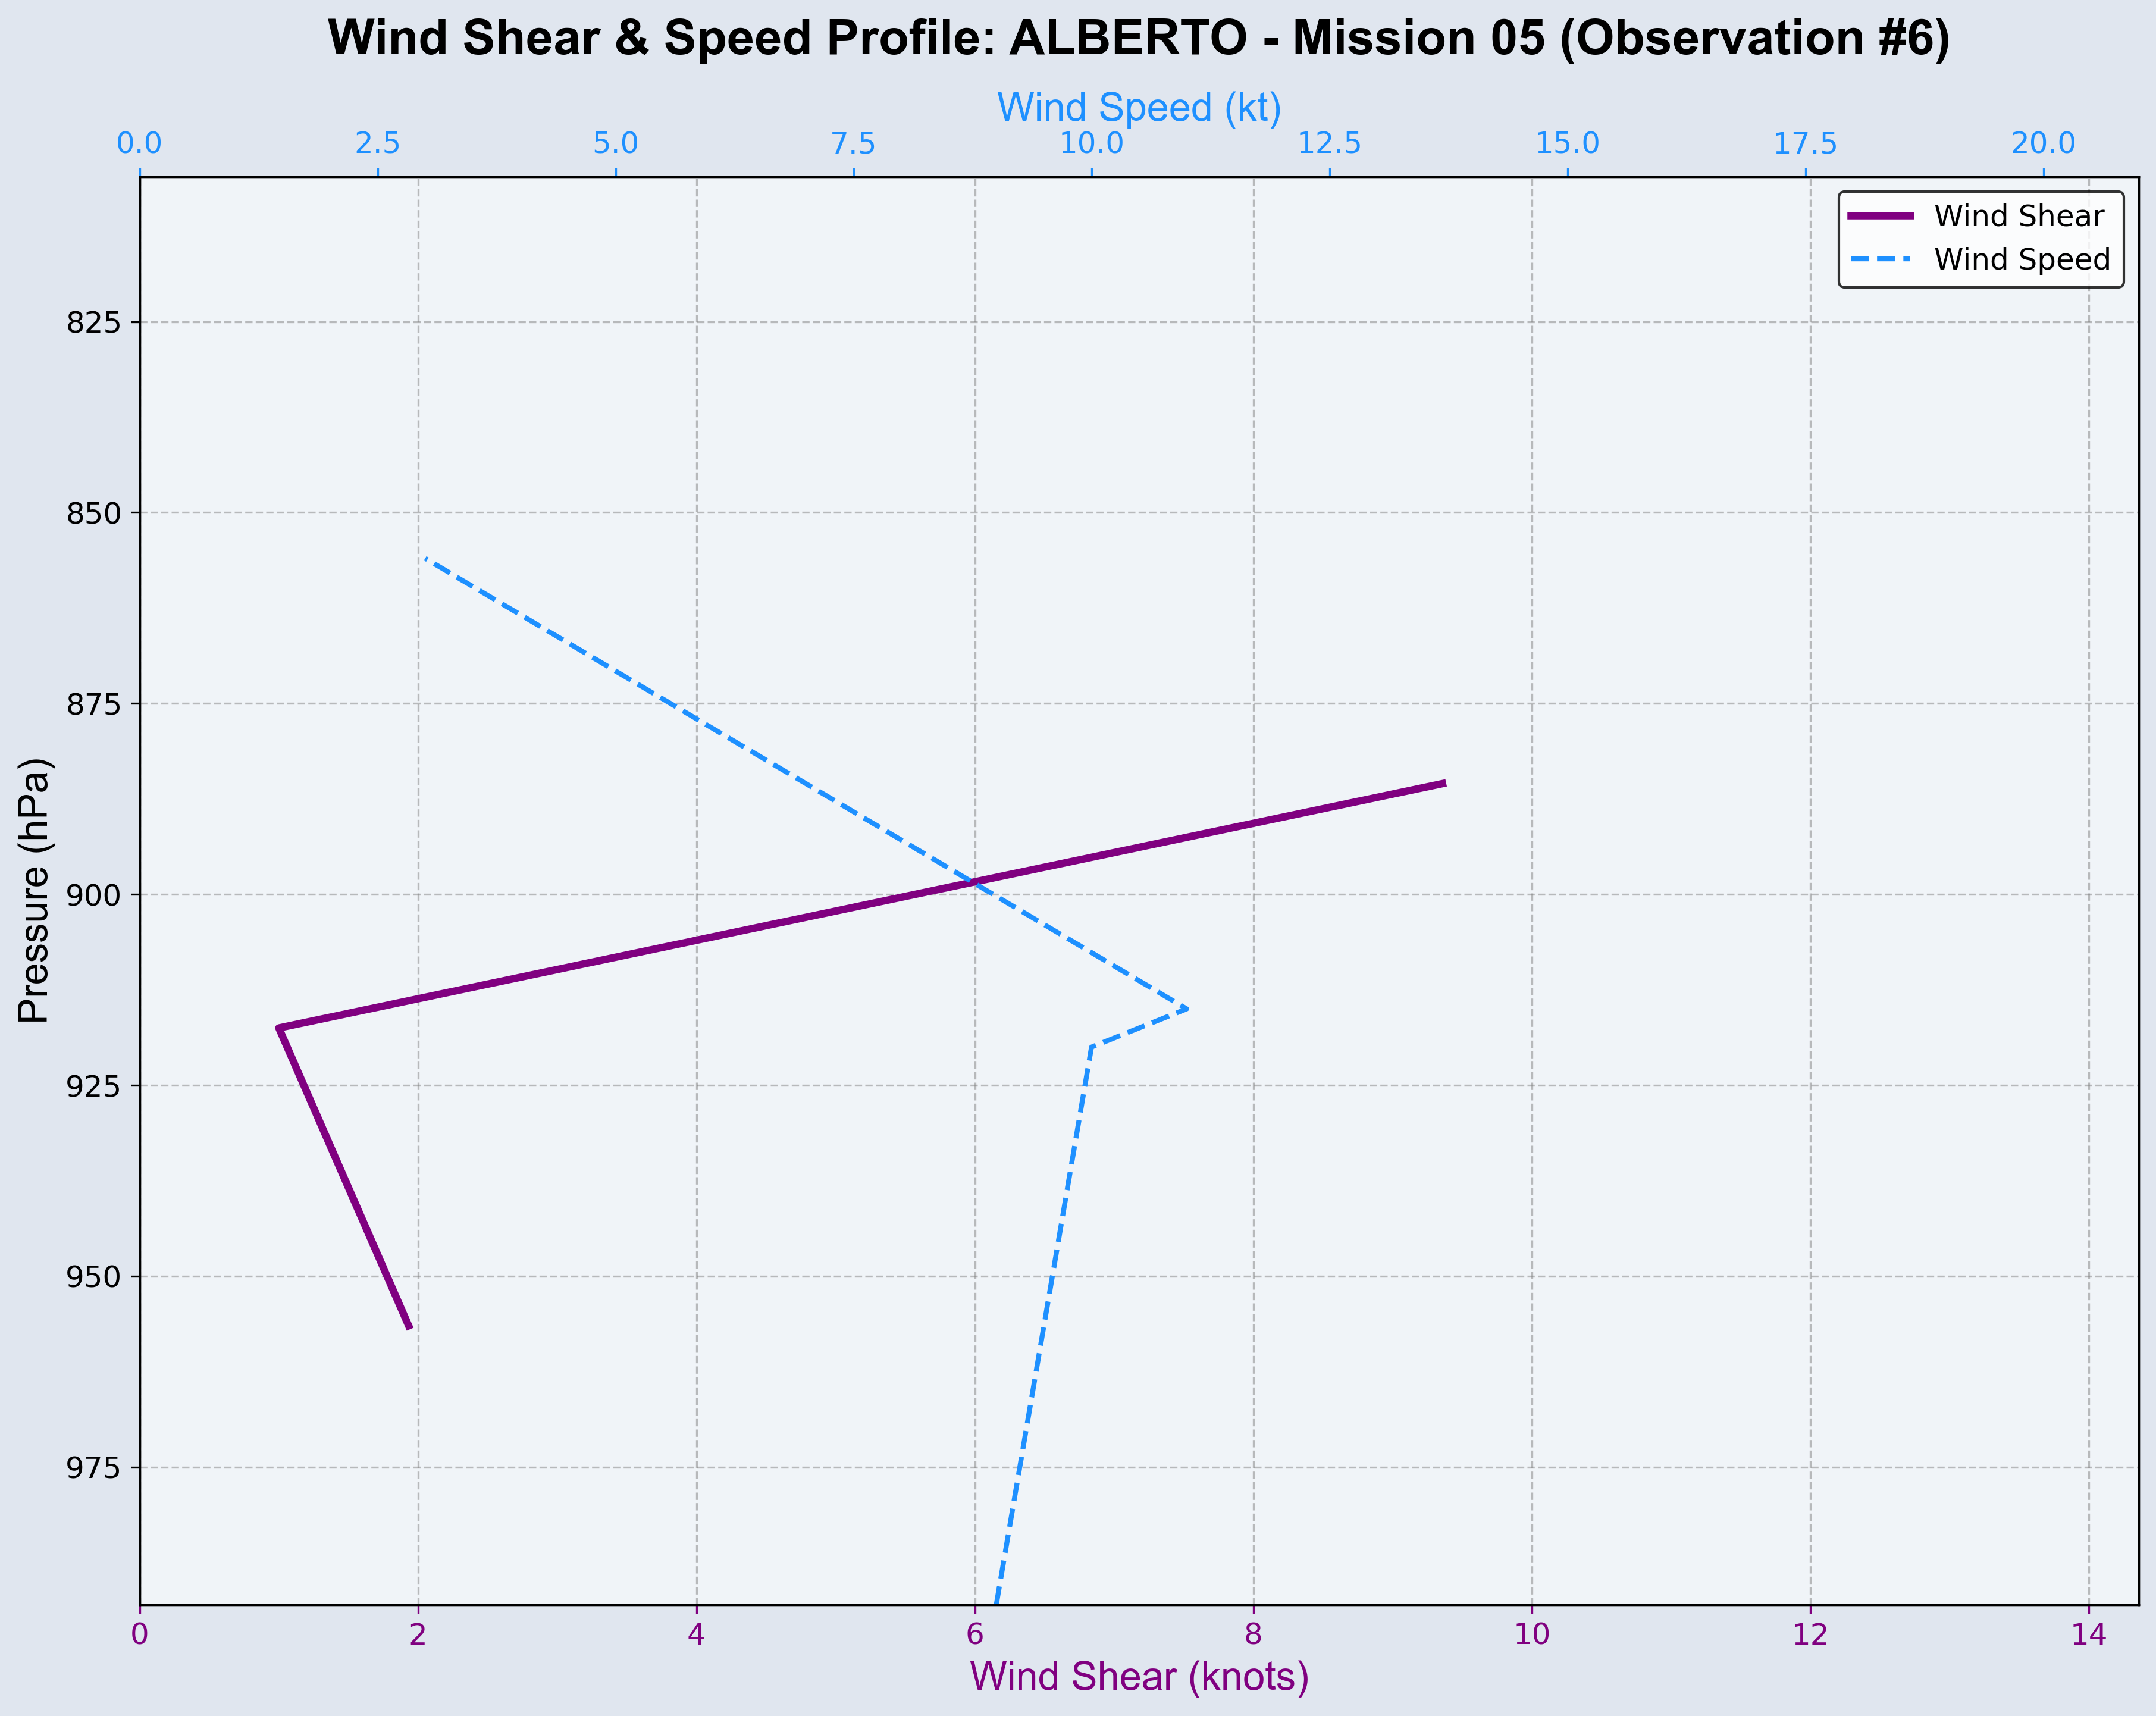 Wind Shear & Speed Profile: ALBERTO - Mission 05 (Observation #6)
Wind Speed (kt)
0.0 2.5 5.0 7.5 10.0 12.5 15.0 17.5 20.0
Wind Shear
Wind Speed
825
850
875
900
925
950
975
Pressure (hPa)
0 2 4 6 8 10 12 14
Wind Shear (knots)